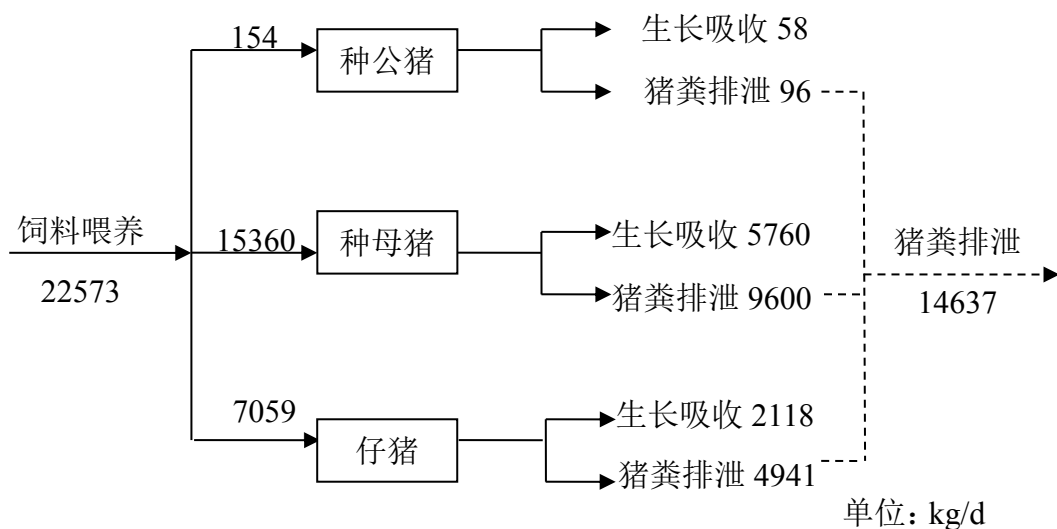 154
种公猪
生长吸收 58
猪粪排泄 96
饲料喂养
22573
15360
种母猪
生长吸收 5760
猪粪排泄 9600
猪粪排泄
14637
7059
仔猪
生长吸收 2118
猪粪排泄 4941
单位：kg/d